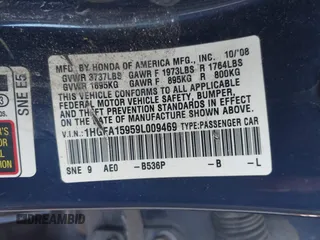 MFD. BY HONDA OF AMERICA MFG., INC. 10/'08
GVWR 3737LBS GAWR F 1973LBS R 1764LBS
GVWR 1695KG GAWR F 895KG R 800KG
THIS VEHICLE CONFORMS TO ALL APPLICABLE
FEDERAL MOTOR VEHICLE SAFETY, BUMPER,
AND THEFT PREVENTION STANDARDS IN EFFECT
ON THE DATE OF MANUFACTURE SHOWN ABOVE.
V.I.N: 1HGFA15959L009469 TYPE:PASSENGER CAR
SNE 9 AE0 -B536P -B -L
SNE E5
3
©DREAMBID